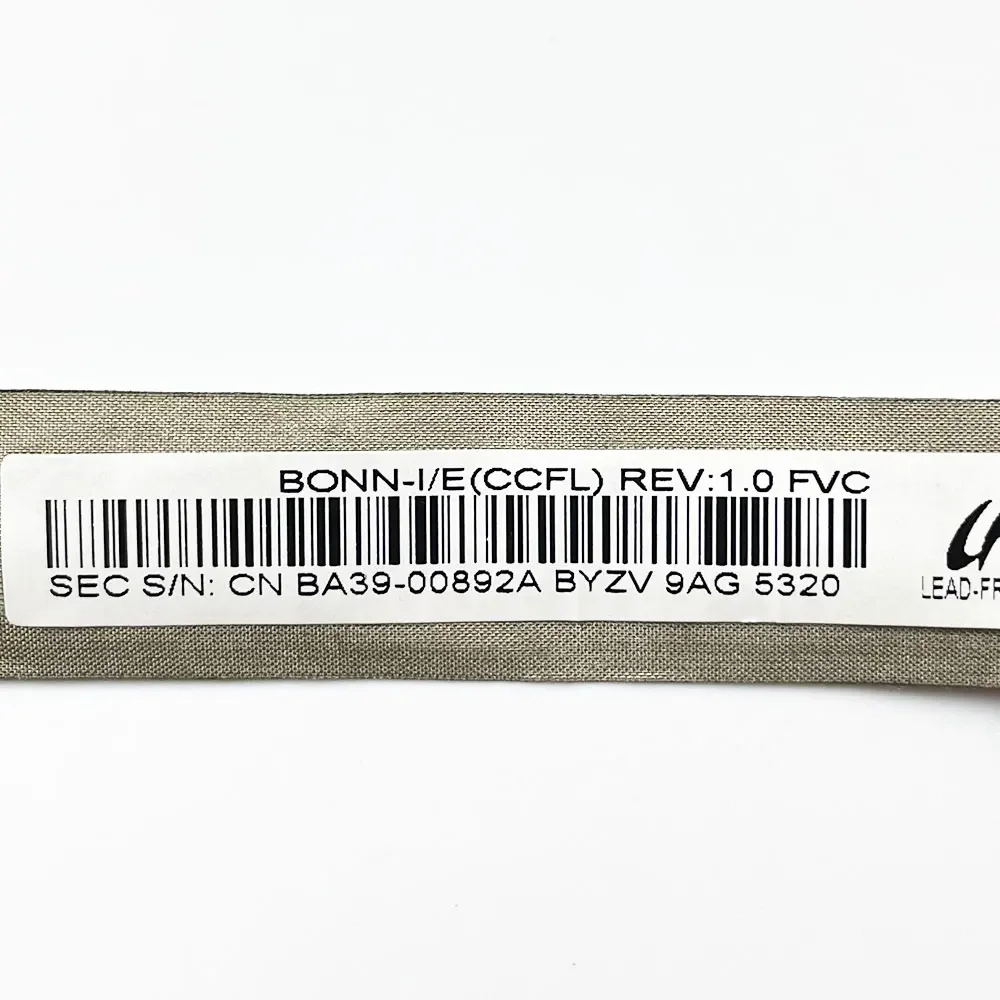 BONN-I/E(CCFL) REV:1.0 FVC
SEC S/N: CN BA39-00892A BYZV 9AG 5320